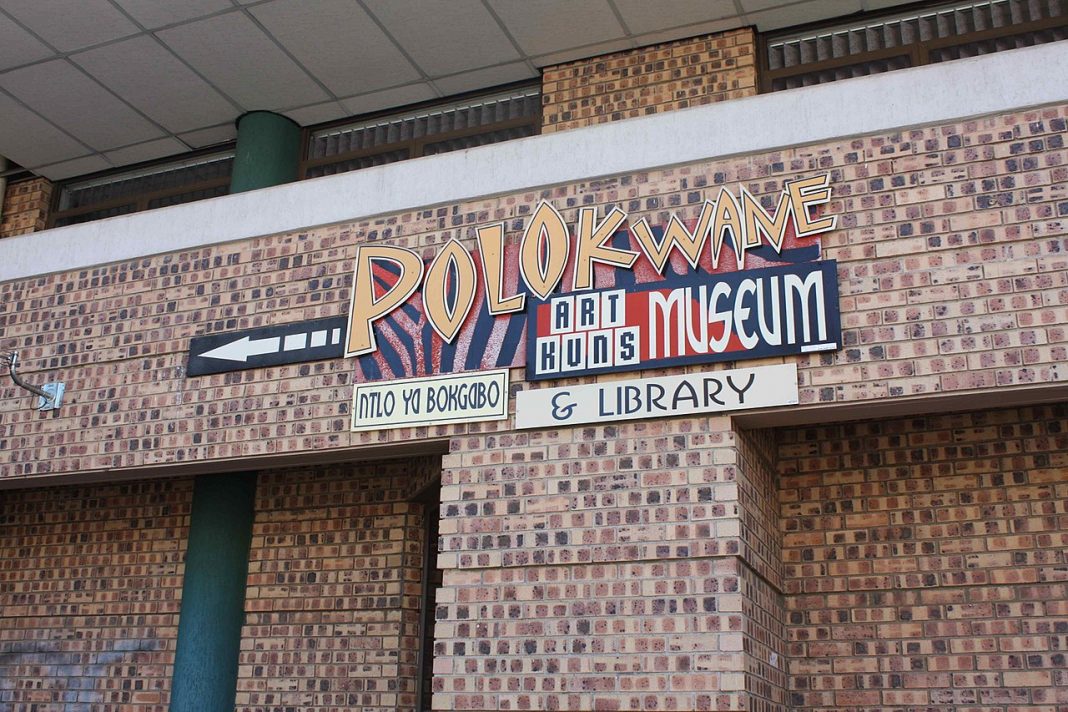 POLOKWANE
ART
KUNS
MUSEUM
NTLO YA BOKGABO
& LIBRARY